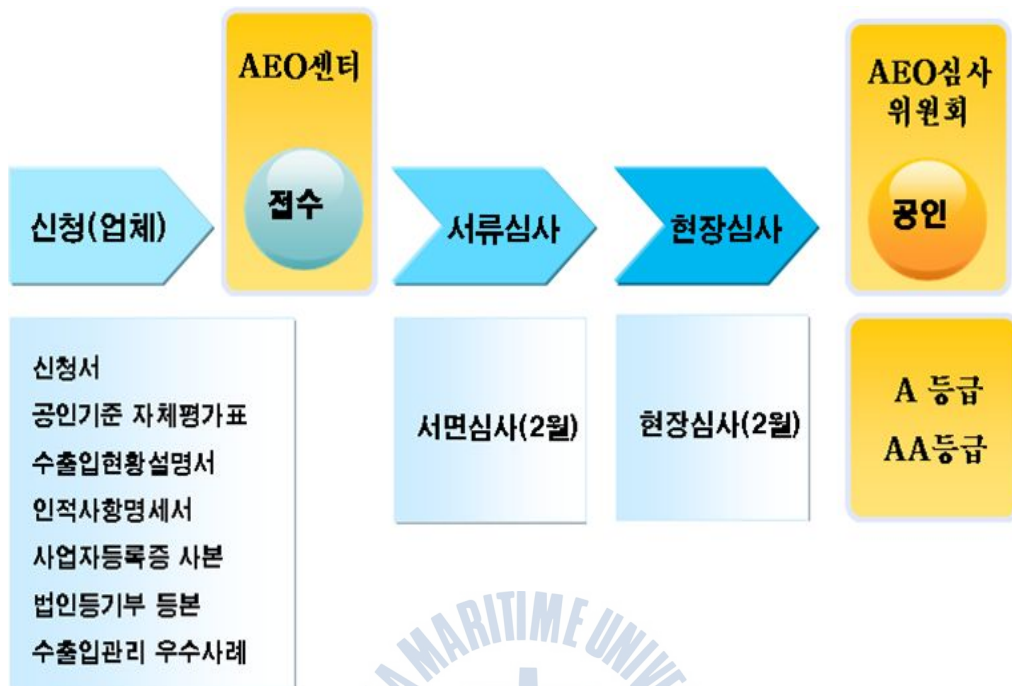 AEO센터
접수
AEO심사
위원회
공인
신청(업체)
서류심사
현장심사
신청서
공인기준 자체평가표
수출입현황설명서
인적사항명세서
사업자등록증 사본
법인등기부 등본
수출입관리 우수사례
서면심사(2월)
현장심사(2월)
A 등급
AA등급
MARITIME